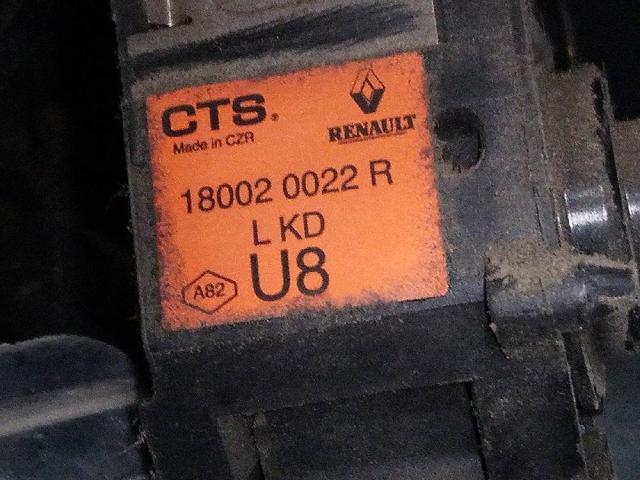 CTS®
Made in CZR
RENAULT
18002 0022 R
L KD
U8
A82